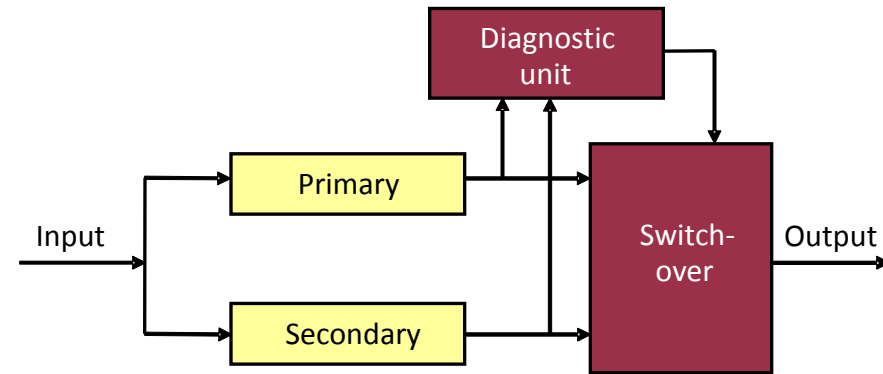 Diagnostic
unit
Primary
Input
Switch-
over
Output
Secondary